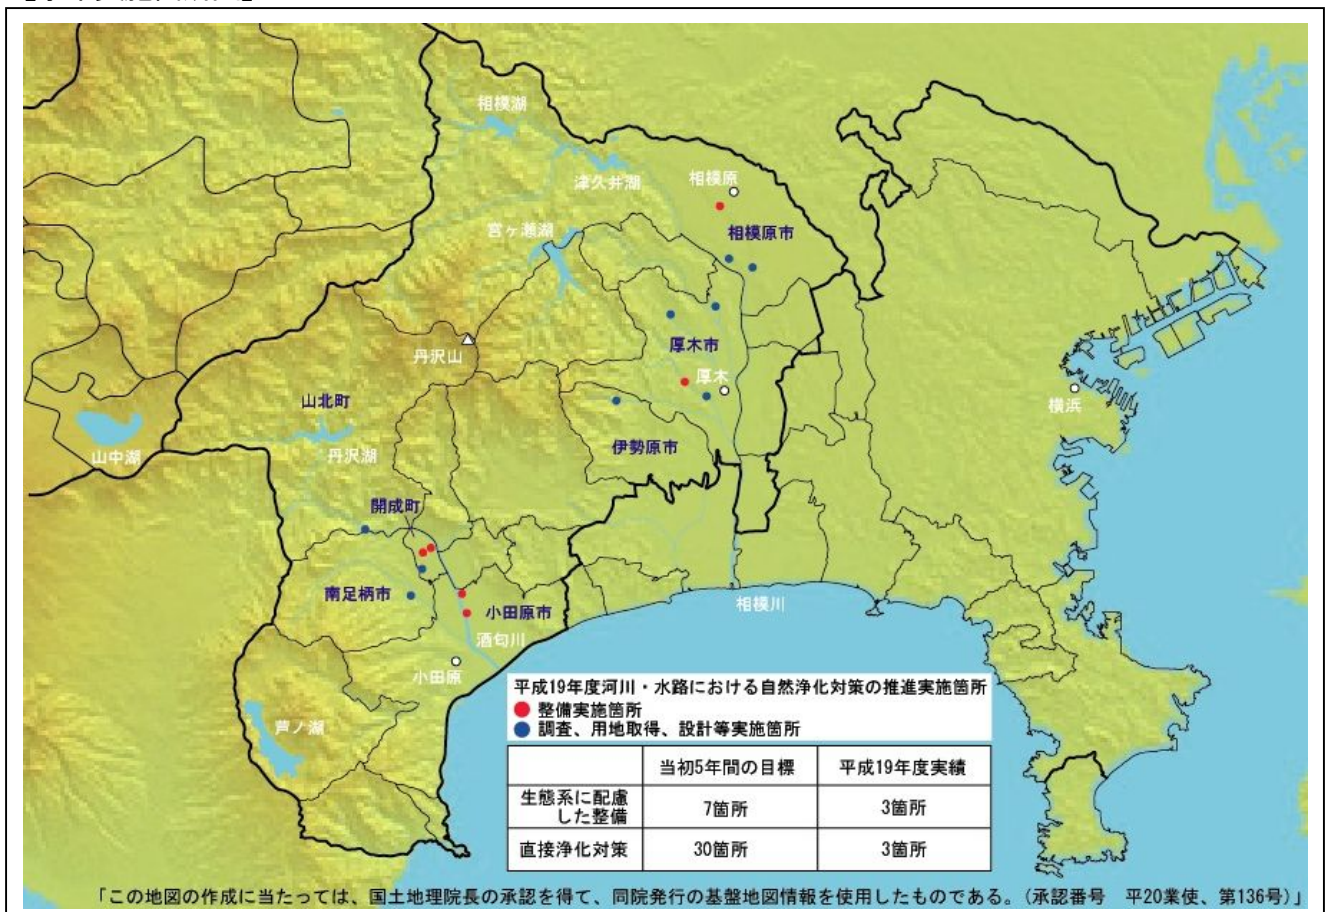 相模湖
津久井湖
相模原
宮ヶ瀬湖
相模原市
丹沢山
厚木市
厚木
山北町
横浜
山中湖
丹沢湖
伊勢原市
開成町
南足柄市
小田原市
相模川
酒匂川
小田原
芦ノ湖
平成19年度河川・水路における自然浄化対策の推進実施箇所
整備実施箇所
調査、用地取得、設計等実施箇所
当初5年間の目標 平成19年度実績
生態系に配慮
した整備 7箇所 3箇所
直接浄化対策 30箇所 3箇所
「この地図の作成に当たっては、国土地理院長の承認を得て、同院発行の基盤地図情報を使用したものである。(承認番号 平20業使、第136号)」